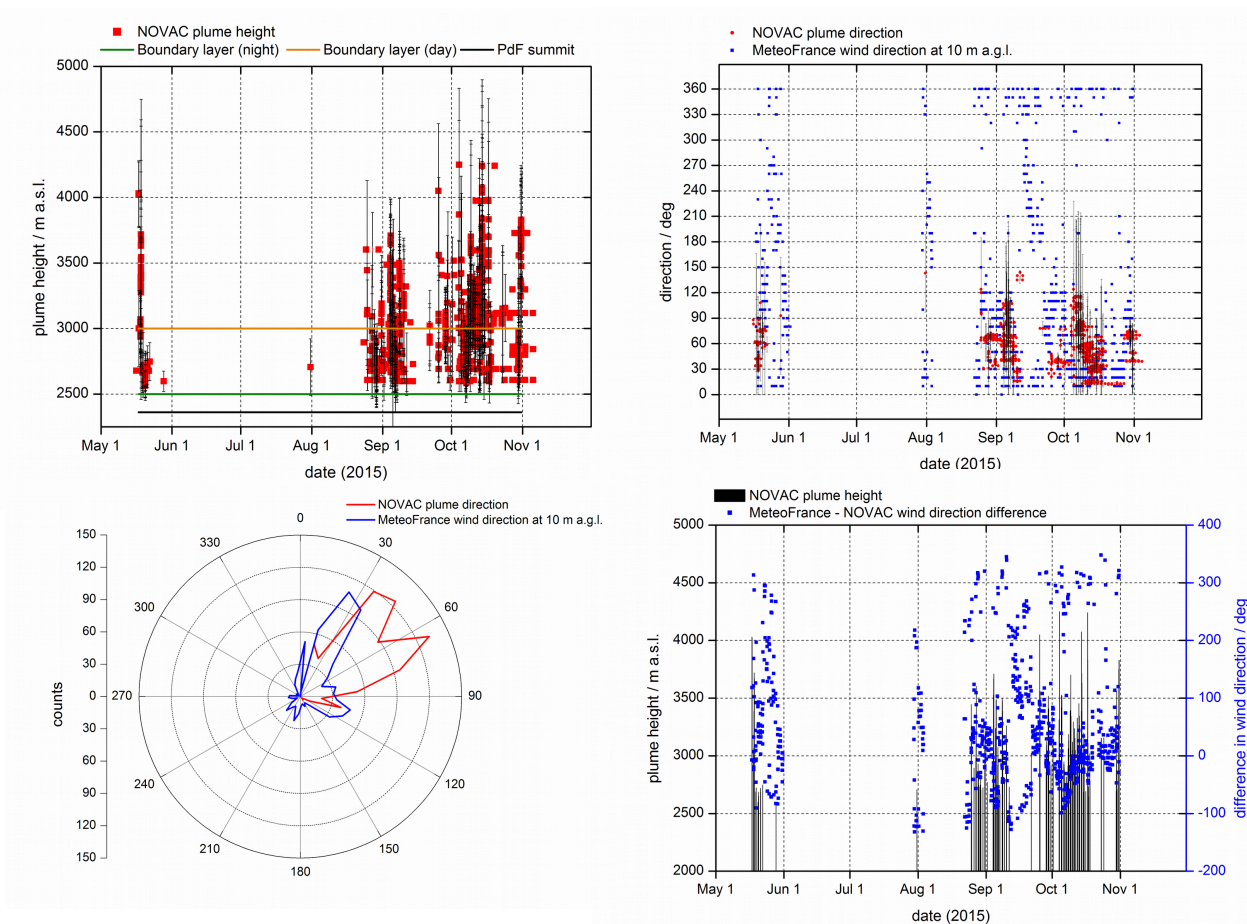 NOVAC plume height
Boundary layer (night) Boundary layer (day) PdF summit
5000
4500
4000
3500
3000
2500
plume height / m a.s.l.
May 1 Jun 1 Jul 1 Aug 1 Sep 1 Oct 1 Nov 1
date (2015)
NOVAC plume direction
MeteoFrance wind direction at 10 m a.g.l.
360
330
300
270
240
210
180
150
120
90
60
30
0
direction / deg
May 1 Jun 1 Jul 1 Aug 1 Sep 1 Oct 1 Nov 1
date (2015)
NOVAC plume direction
MeteoFrance wind direction at 10 m a.g.l.
150
120
90
60
30
0
30
60
90
120
150
counts
0
30
60
90
120
150
180
210
240
270
300
330
NOVAC plume height
MeteoFrance - NOVAC wind direction difference
5000
4500
4000
3500
3000
2500
2000
plume height / m a.s.l.
400
300
200
100
0
-100
-200
difference in wind direction / deg
May 1 Jun 1 Jul 1 Aug 1 Sep 1 Oct 1 Nov 1
date (2015)